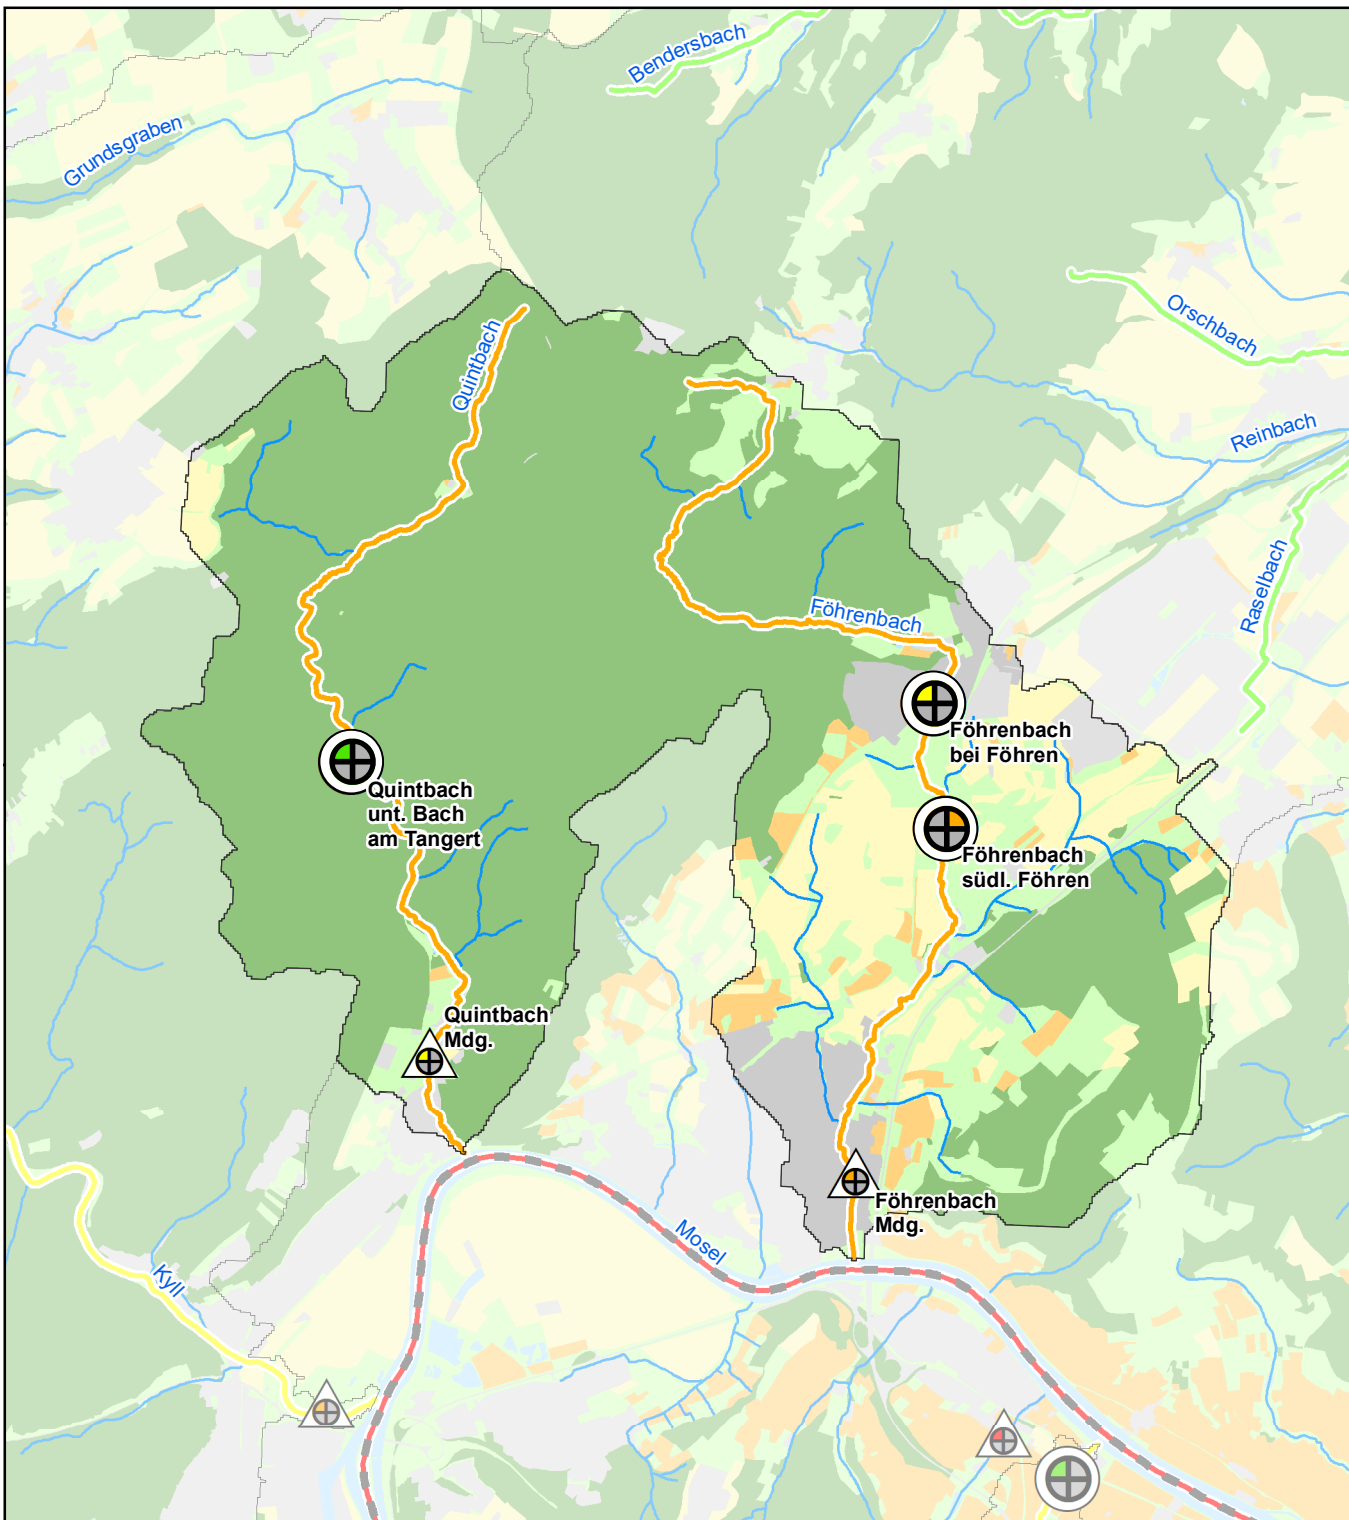 Bendersbach
Grundsgraben
Orschbach
Quintbach
Reinbach
Raselbach
Föhrenbach
Föhrenbach
bei Föhren
Quintbach
unt. Bach
am Tangert
Föhrenbach
südl. Föhren
Quintbach
Mdg.
Föhrenbach
Mdg.
Mosel
Kyll